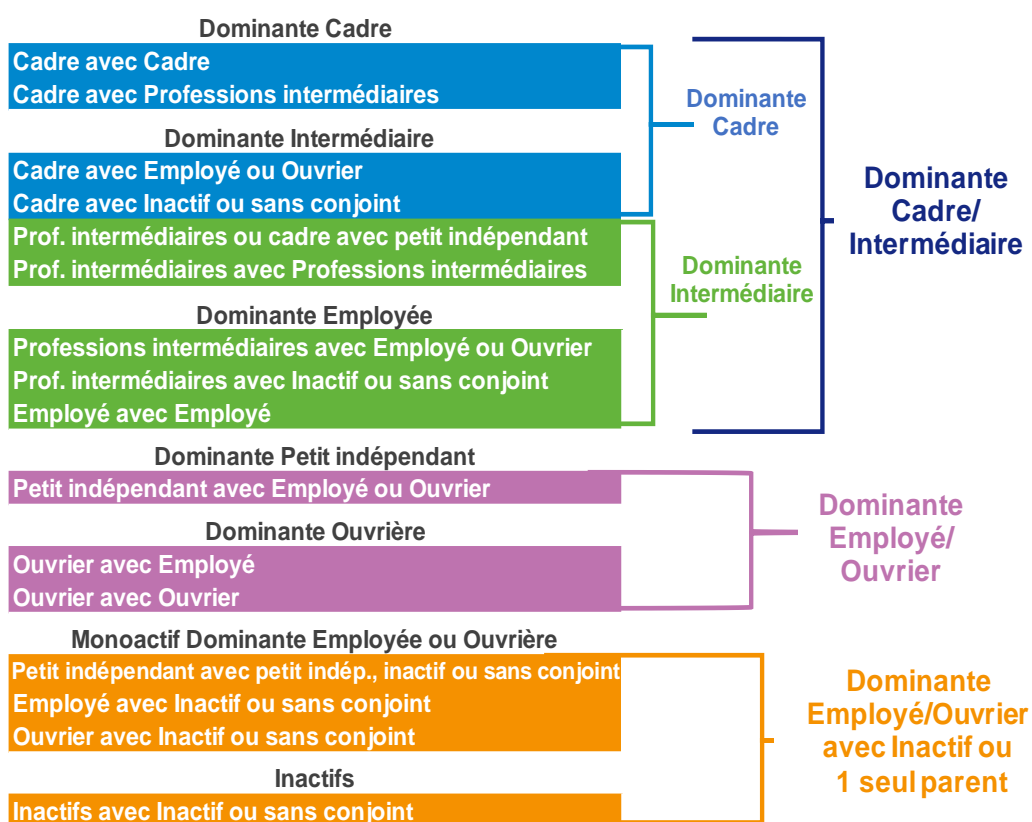 Dominante Cadre
Cadre avec Cadre
Cadre avec Professions intermédiaires
Dominante Intermédiaire
Cadre avec Employé ou Ouvrier
Cadre avec Inactif ou sans conjoint
Prof. intermédiaires ou cadre avec petit indépendant
Prof. intermédiaires avec Professions intermédiaires
Dominante Employée
Professions intermédiaires avec Employé ou Ouvrier
Prof. intermédiaires avec Inactif ou sans conjoint
Employé avec Employé
Dominante Petit indépendant
Petit indépendant avec Employé ou Ouvrier
Dominante Ouvrière
Ouvrier avec Employé
Ouvrier avec Ouvrier
Monoactif Dominante Employée ou Ouvrière
Petit indépendant avec petit indép., inactif ou sans conjoint
Employé avec Inactif ou sans conjoint
Ouvrier avec Inactif ou sans conjoint
Inactifs
Inactifs avec Inactif ou sans conjoint
Dominante
Cadre
Dominante
Intermédiaire
Dominante
Cadre/
Intermédiaire
Dominante
Employé/
Ouvrier
Dominante
Employé/Ouvrier
avec Inactif ou
1 seul parent